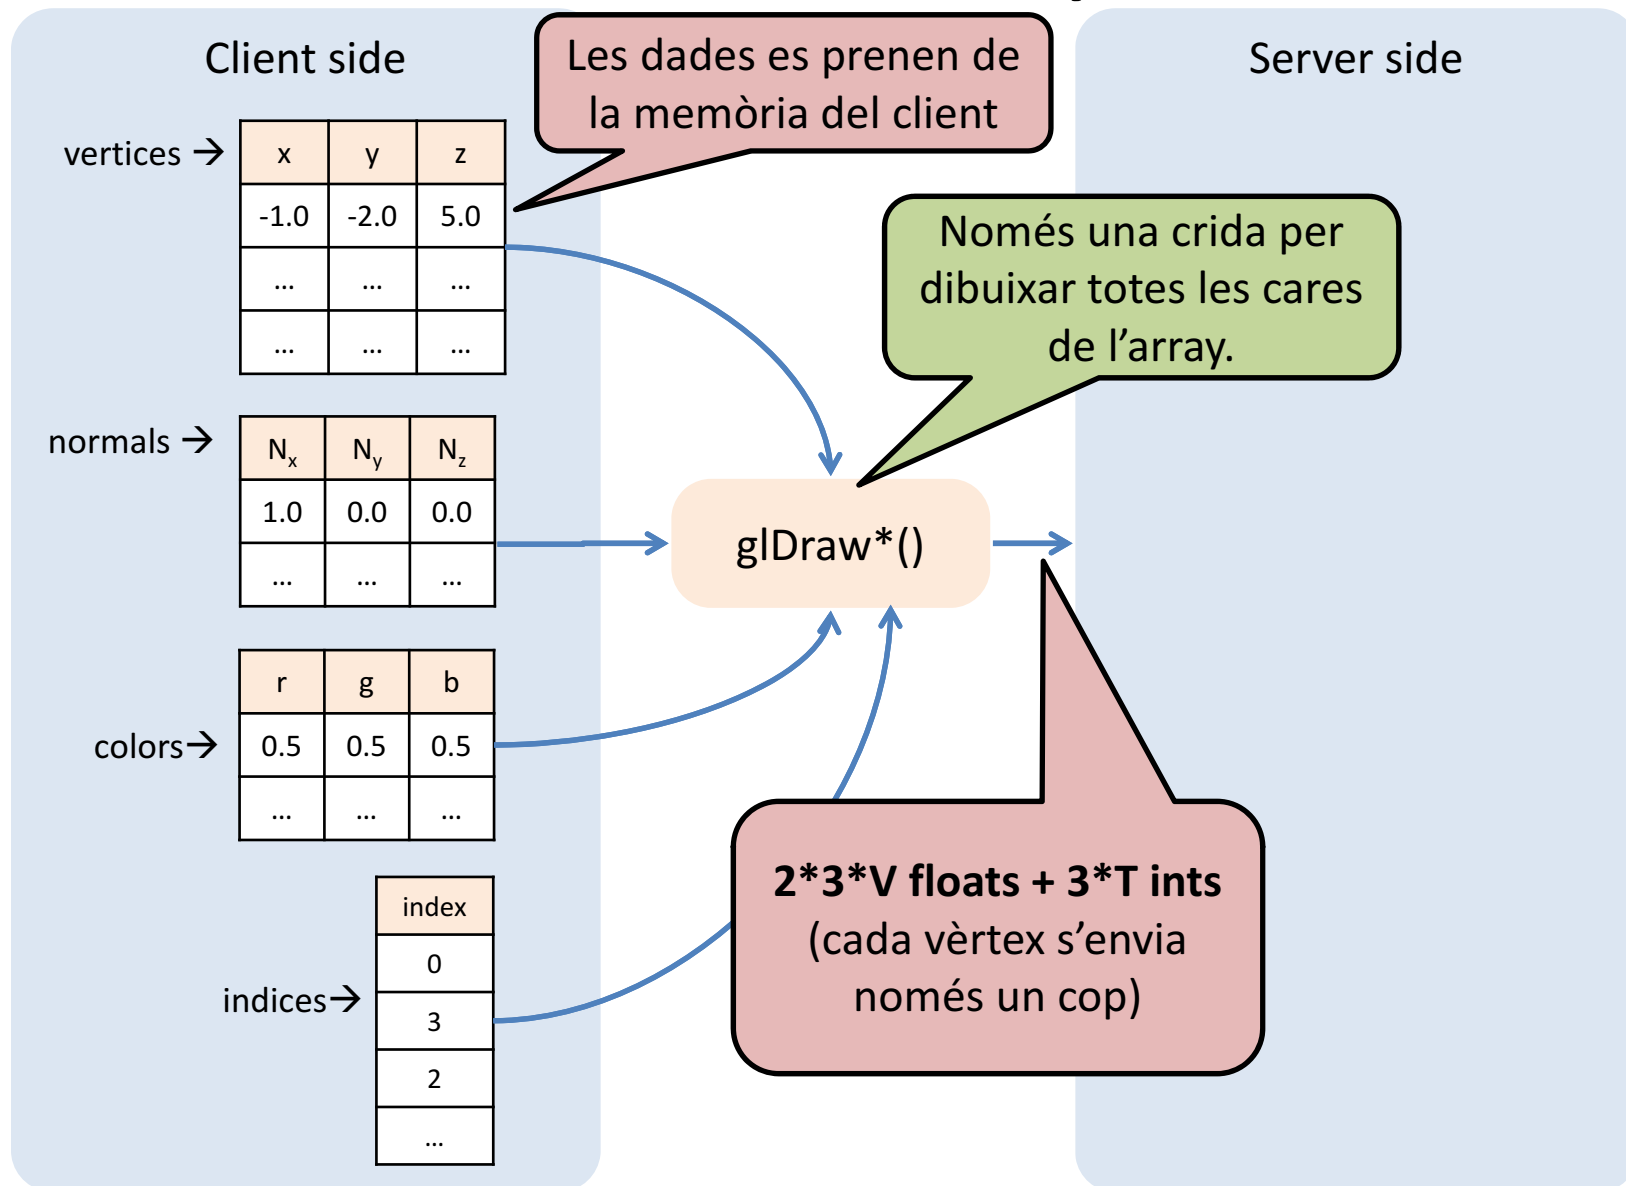 Client side
Les dades es prenen de
la memòria del client
Server side
vertices →
x y z
-1.0 -2.0 5.0
... ... ...
... ... ...
Només una crida per
dibuixar totes les cares
de l’array.
normals →
Nx Ny Nz
1.0 0.0 0.0
... ... ...
glDraw*()
colors→
r g b
0.5 0.5 0.5
... ... ...
2*3*V floats + 3*T ints
(cada vèrtex s’envia
només un cop)
indices→
index
0
3
2
...